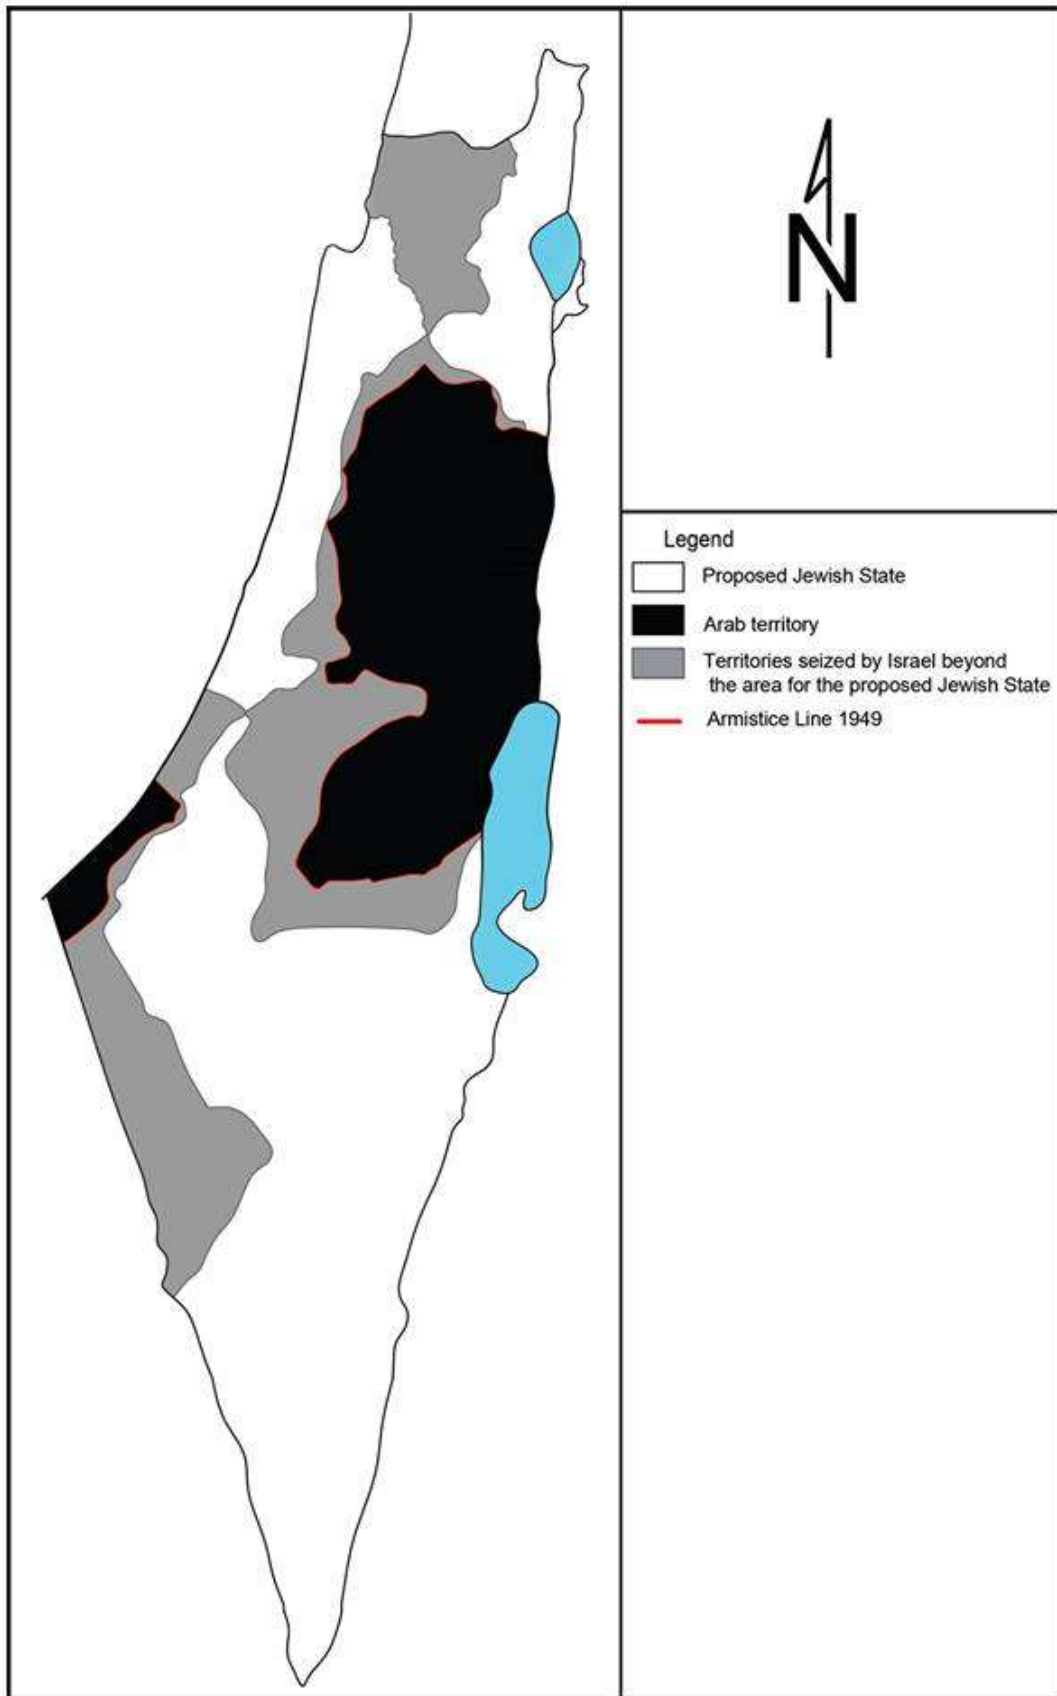 N
Legend
Proposed Jewish State
Arab territory
Territories seized by Israel beyond
the area for the proposed Jewish State
Armistice Line 1949